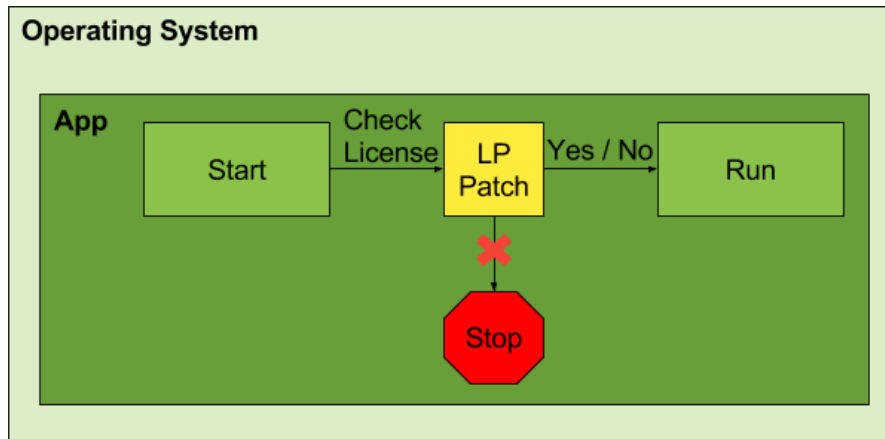 Operating System
App
Start
Check
License
LP
Patch
Yes / No
Run
Stop